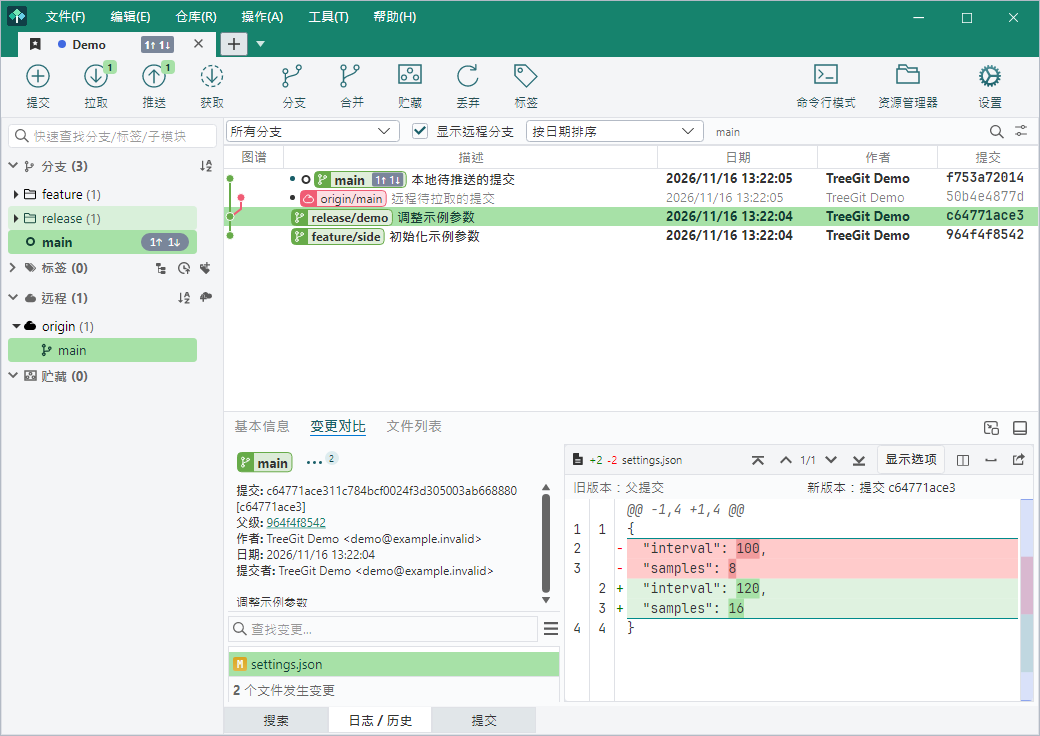 文件(F) 编辑(E) 仓库(R) 操作(A) 工具(T) 帮助(H)
Demo 1↑ 1↓
提交 拉取 1 推送 1 获取 分支 合并 贮藏 丢弃 标签 命令行模式 资源管理器 设置
快速查找分支/标签/子模块
分支 (3)
feature (1)
release (1)
main 1↑ 1↓
标签 (0)
远程 (1)
origin (1)
main
贮藏 (0)
所有分支 显示远程分支 按日期排序 main
图谱 描述 日期 作者 提交
main 1↑ 1↓ 本地待推送的提交 2026/11/16 13:22:05 TreeGit Demo f753a72014
origin/main 远程待拉取的提交 2026/11/16 13:22:05 TreeGit Demo 50b4e4877d
release/demo 调整示例参数 2026/11/16 13:22:04 TreeGit Demo c64771ace3
feature/side 初始化示例参数 2026/11/16 13:22:04 TreeGit Demo 964f4f8542
基本信息 变更对比 文件列表
main ••• 2
提交: c64771ace311c784bcf0024f3d305003ab668880
[c64771ace3]
父级: 964f4f8542
作者: TreeGit Demo <demo@example.invalid>
日期: 2026/11/16 13:22:04
提交者: TreeGit Demo <demo@example.invalid>
调整示例参数
查找变更...
M settings.json
2 个文件发生变更
+2 -2 settings.json 1/1 显示选项
旧版本：父提交 新版本：提交 c64771ace3
@@ -1,4 +1,4 @@
1 1 {
2 - "interval": 100,
3 - "samples": 8
2 + "interval": 120,
3 + "samples": 16
4 4 }
搜索 日志 / 历史 提交